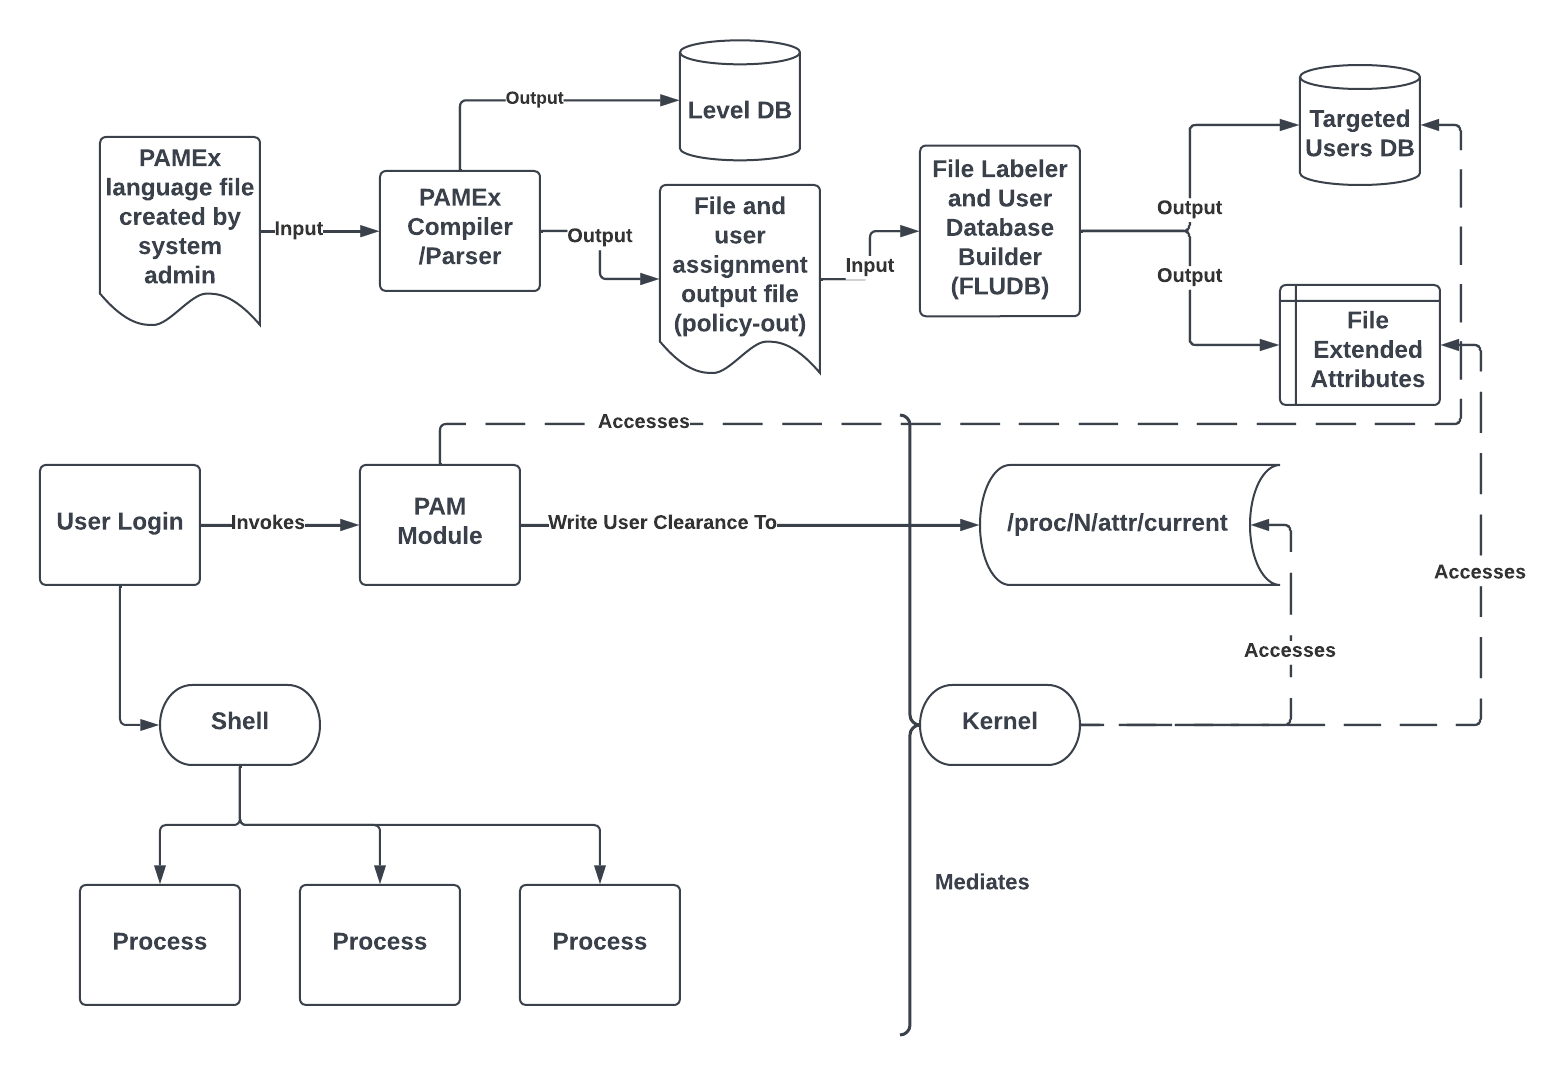 PAMEx
language file
created by
system
admin
Input
PAMEx
Compiler
/Parser
Output
Level DB
Output
File and
user
assignment
output file
(policy-out)
Input
File Labeler
and User
Database
Builder
(FLUDB)
Output
Output
Targeted
Users DB
File
Extended
Attributes
Accesses
User Login
Invokes
PAM
Module
Write User Clearance To
/proc/N/attr/current
Accesses
Accesses
Shell
Kernel
Mediates
Process
Process
Process